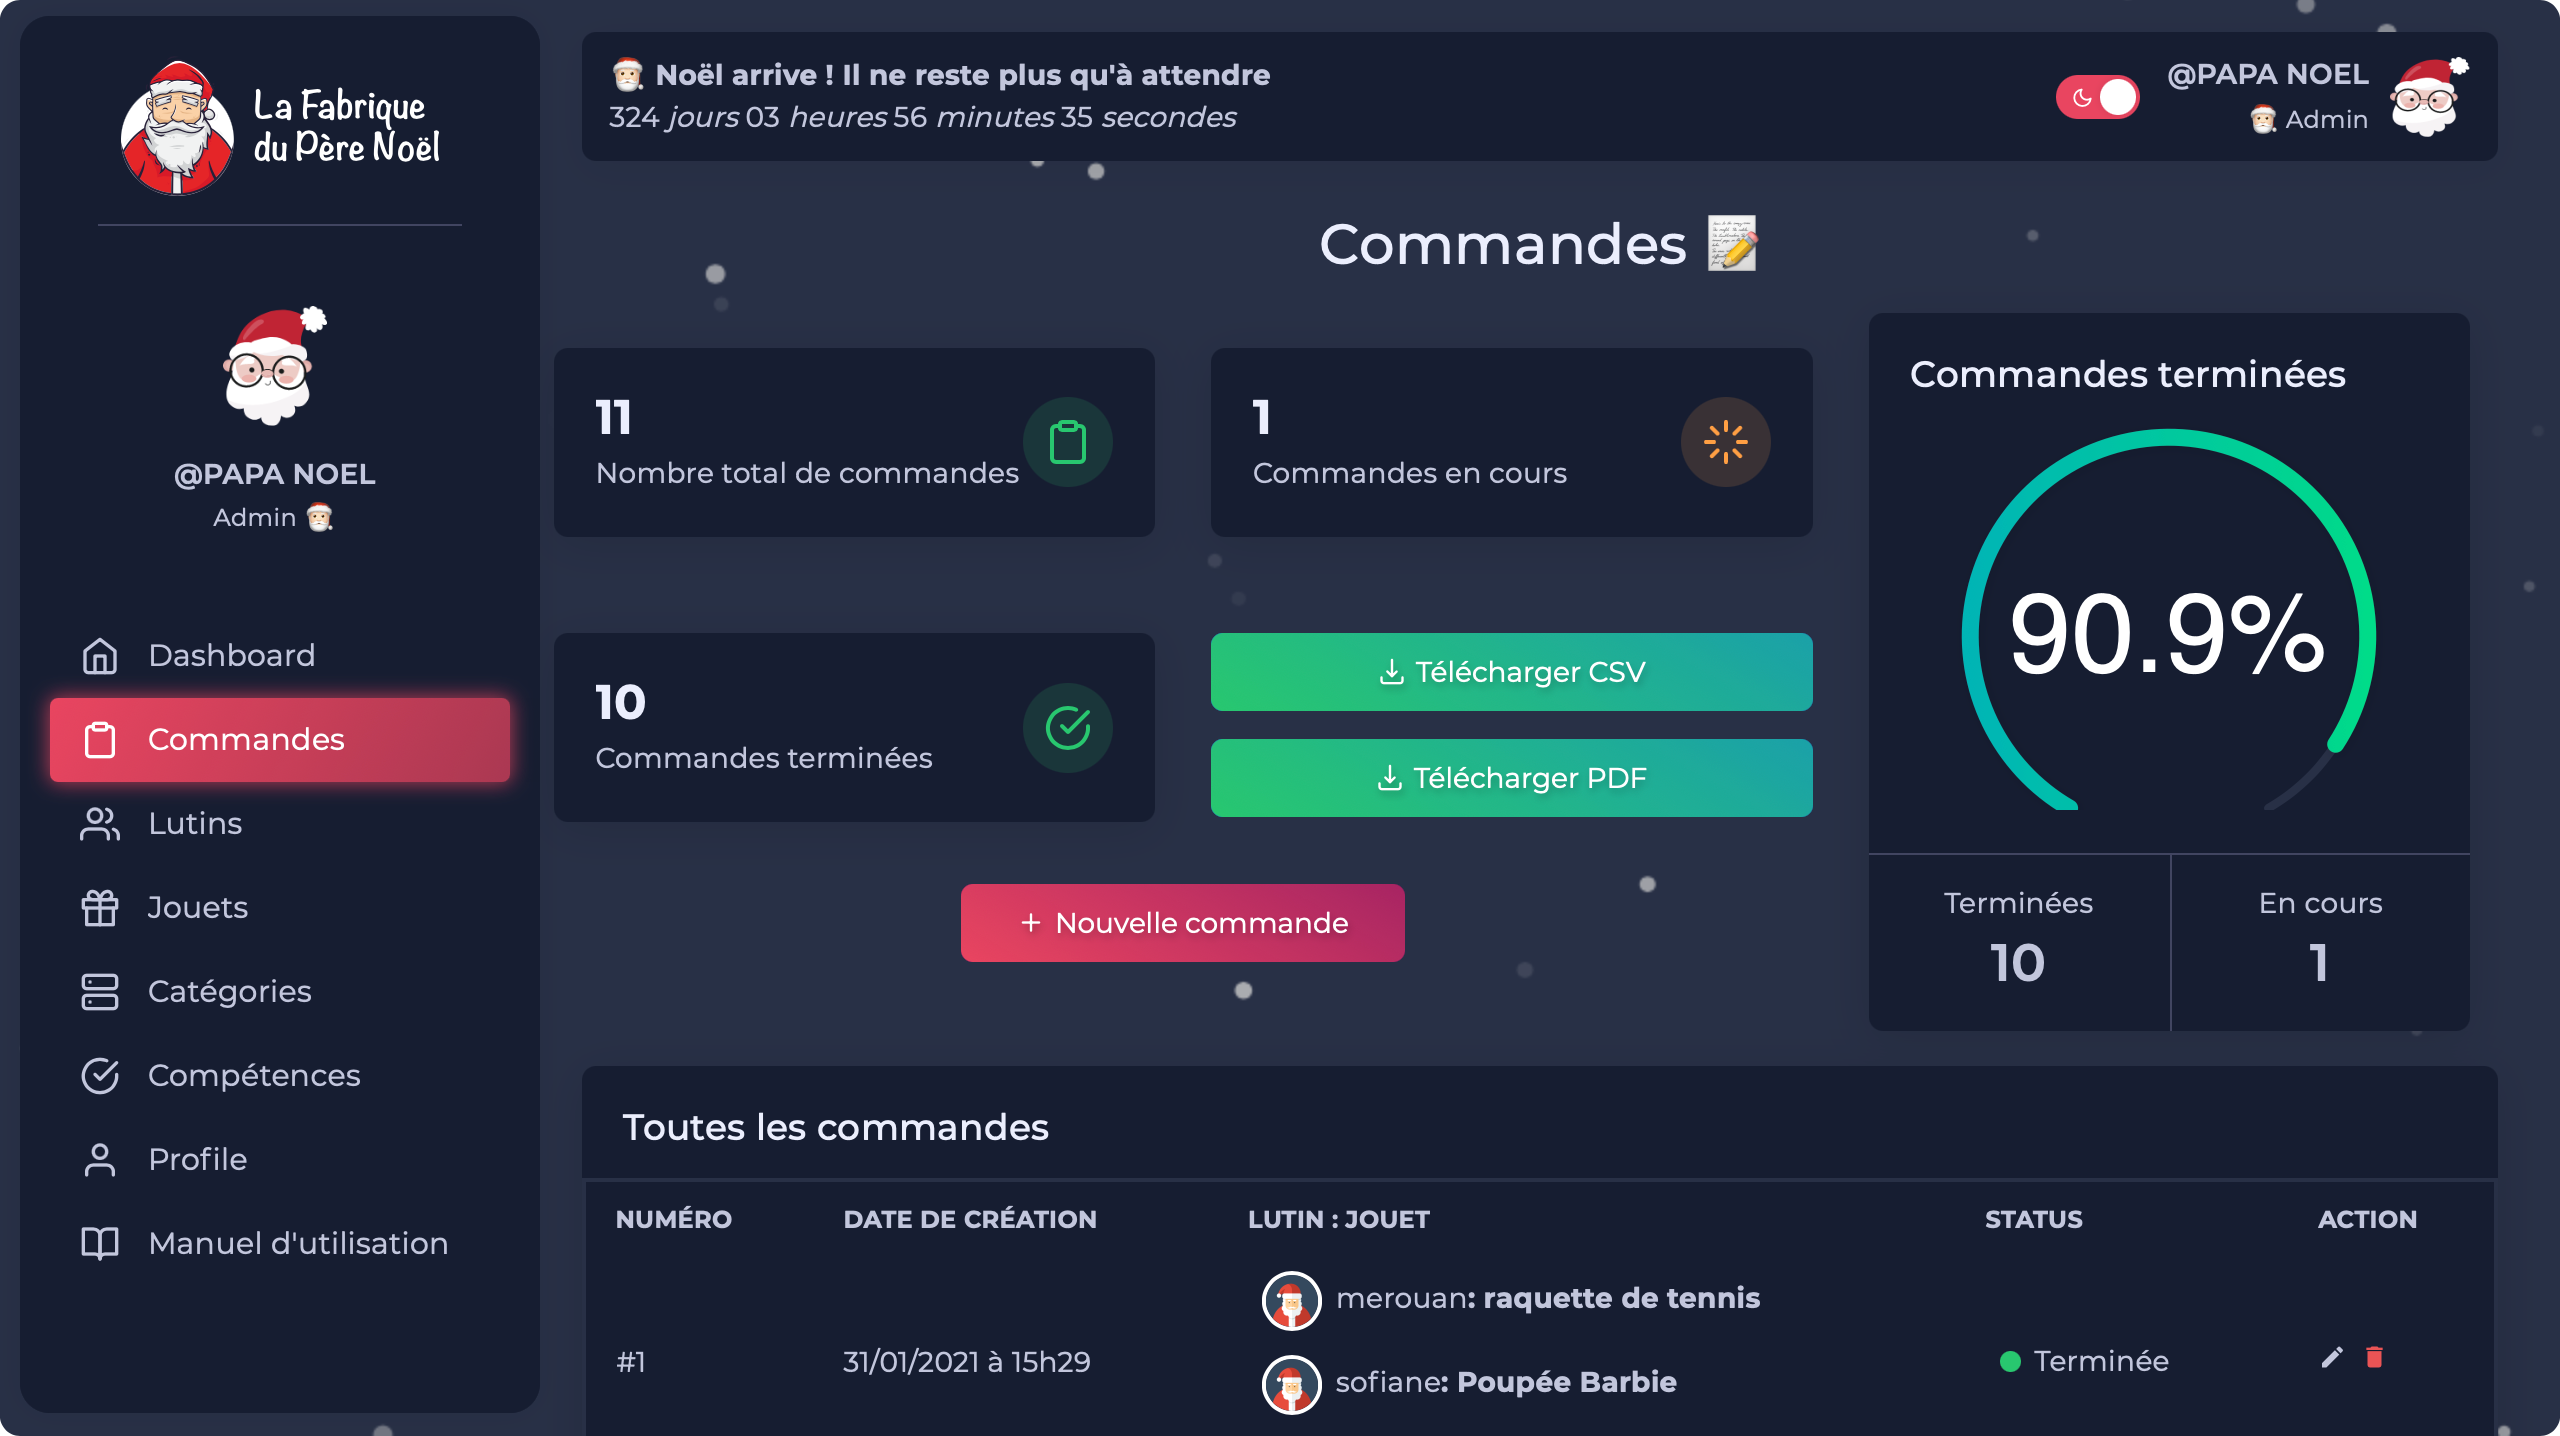 La Fabrique
du Père Noël
@PAPA NOEL
Admin
Dashboard
Commandes
Lutins
Jouets
Catégories
Compétences
Profile
Manuel d'utilisation
Noël arrive ! Il ne reste plus qu'à attendre
324 jours 03 heures 56 minutes 35 secondes
@PAPA NOEL
Admin
Commandes
11
Nombre total de commandes
1
Commandes en cours
10
Commandes terminées
Télécharger CSV
Télécharger PDF
+ Nouvelle commande
Commandes terminées
90.9%
Terminées
10
En cours
1
Toutes les commandes
NUMÉRO DATE DE CRÉATION LUTIN : JOUET STATUS ACTION
#1 31/01/2021 à 15h29
merouan: raquette de tennis
sofiane: Poupée Barbie
Terminée